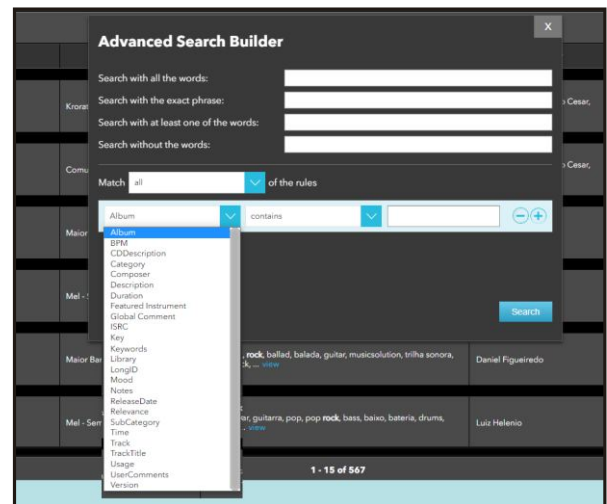 X
Advanced Search Builder
Search with all the words:
Search with the exact phrase:
Search with at least one of the words:
Search without the words:
Match all of the rules
Album contains
Album
BPM
CDDescription
Category
Composer
Description
Duration
Featured Instrument
Global Comment
ISRC
Key
Keywords
Library
LongID
Mood
Notes
ReleaseDate
Relevance
SubCategory
Time
Track
TrackTitle
Usage
UserComments
Version
Search
Cesar,
Cesar,
Maior
Mel -
Maior
rock, ballad, balada, guitar, musicsolution, trilha sonora,
... view
Daniel Figueiredo
Mel -
guitarra, pop, pop rock, bass, baixo, bateria, drums,
... view
Luiz Helenio
1 - 15 of 567